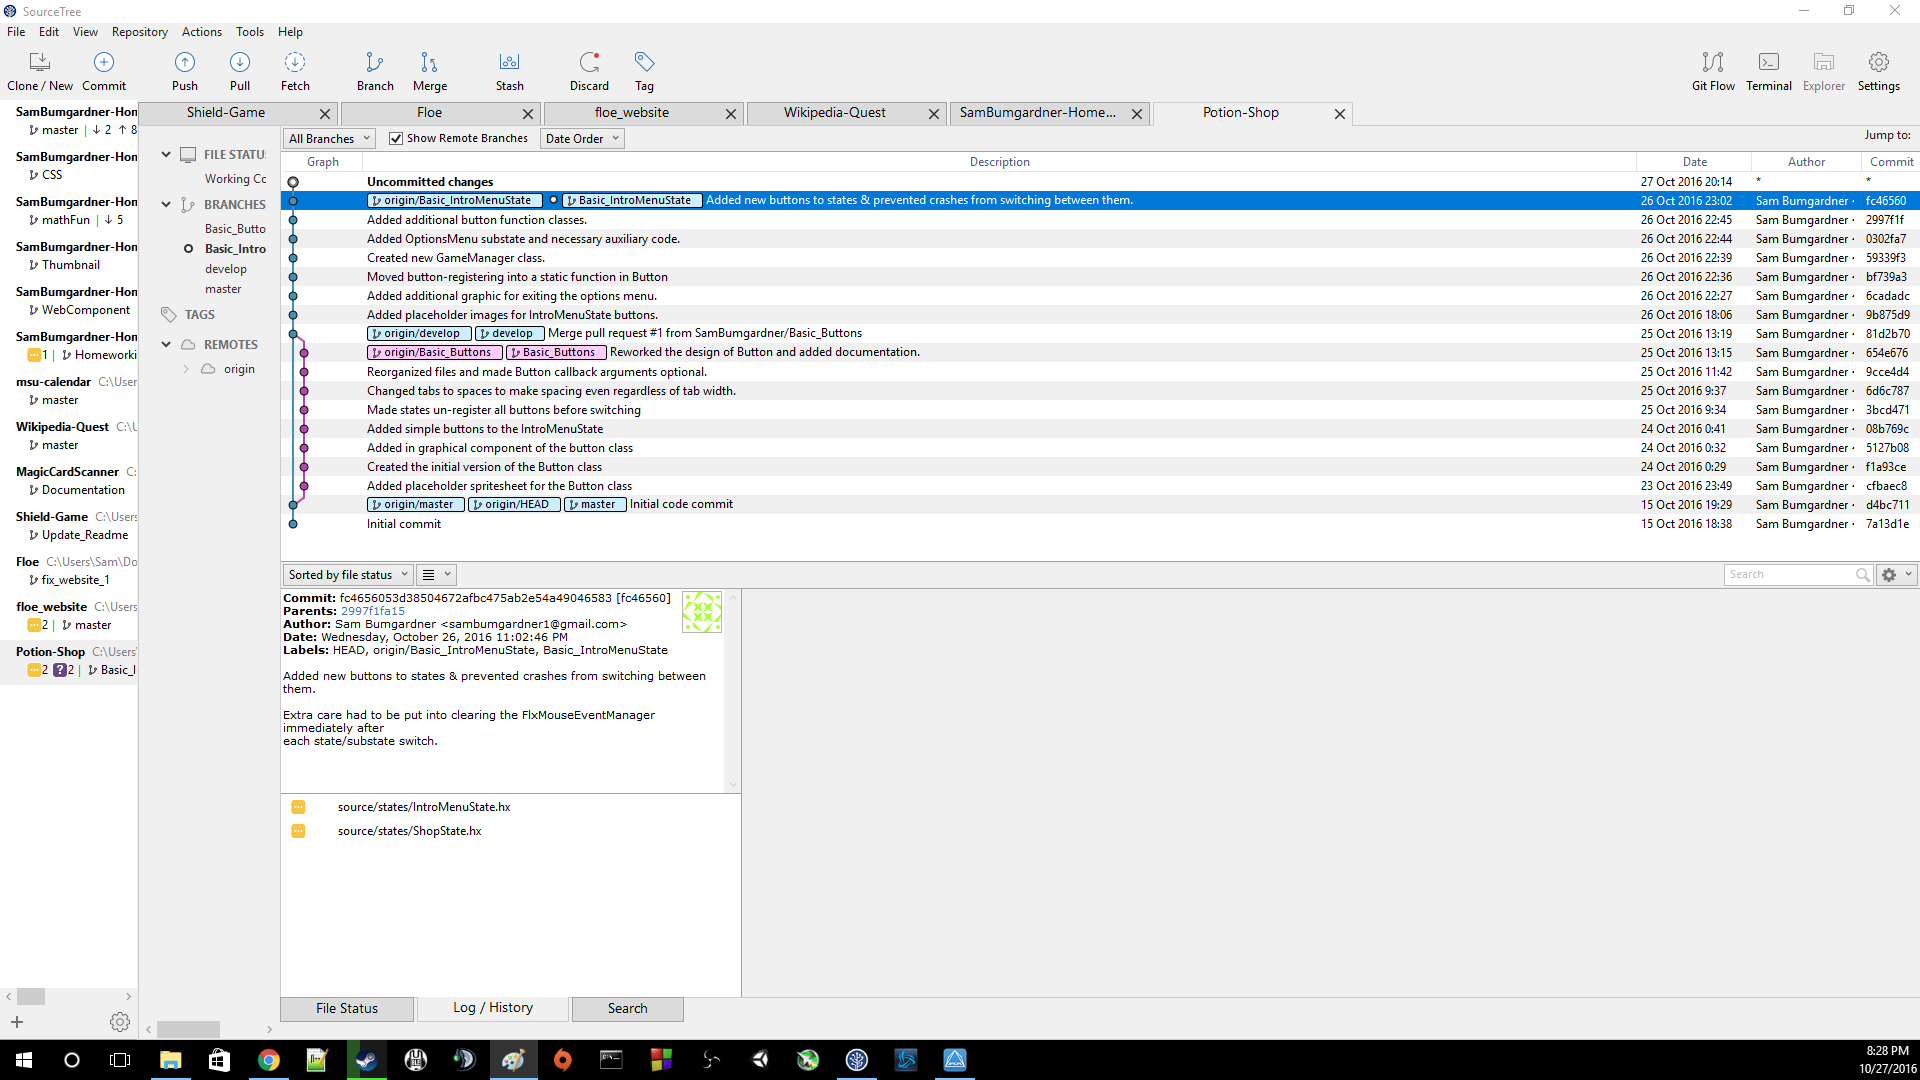 SourceTree
File Edit View Repository Actions Tools Help
Clone / New Commit Push Pull Fetch Branch Merge Stash Discard Tag Git Flow Terminal Explorer Settings
Shield-Game Floe floe_website Wikipedia-Quest SamBumgardner-Home... Potion-Shop
SamBumgardner-Hom
master | 2 8
SamBumgardner-Hom
CSS
SamBumgardner-Hom
mathFun | 5
SamBumgardner-Hom
Thumbnail
SamBumgardner-Hom
WebComponent
SamBumgardner-Hom
1 | Homeworki
msu-calendar C:\User
master
Wikipedia-Quest C:\U
master
MagicCardScanner C:
Documentation
Shield-Game C:\Users
Update_Readme
Floe C:\Users\Sam\Do
fix_website_1
floe_website C:\Users
2 | master
Potion-Shop C:\Users\
2 ? 2 | Basic_I
FILE STATU
Working Co
BRANCHES
Basic_Butto
Basic_Intro
develop
master
TAGS
REMOTES
origin
All Branches Show Remote Branches Date Order Jump to:
Graph Description Date Author Commit
Uncommitted changes 27 Oct 2016 20:14 * *
origin/Basic_IntroMenuState Basic_IntroMenuState Added new buttons to states & prevented crashes from switching between them. 26 Oct 2016 23:02 Sam Bumgardner fc46560
Added additional button function classes. 26 Oct 2016 22:45 Sam Bumgardner 2997f1f
Added OptionsMenu substate and necessary auxiliary code. 26 Oct 2016 22:44 Sam Bumgardner 0302fa7
Created new GameManager class. 26 Oct 2016 22:39 Sam Bumgardner 59339f3
Moved button-registering into a static function in Button 26 Oct 2016 22:36 Sam Bumgardner bf739a3
Added additional graphic for exiting the options menu. 26 Oct 2016 22:27 Sam Bumgardner 6cadadc
Added placeholder images for IntroMenuState buttons. 26 Oct 2016 18:06 Sam Bumgardner 9b875d9
origin/develop develop Merge pull request #1 from SamBumgardner/Basic_Buttons 25 Oct 2016 13:19 Sam Bumgardner 81d2b70
origin/Basic_Buttons Basic_Buttons Reworked the design of Button and added documentation. 25 Oct 2016 13:15 Sam Bumgardner 654e676
Reorganized files and made Button callback arguments optional. 25 Oct 2016 11:42 Sam Bumgardner 9cce4d4
Changed tabs to spaces to make spacing even regardless of tab width. 25 Oct 2016 9:37 Sam Bumgardner 6d6c787
Made states un-register all buttons before switching 25 Oct 2016 9:34 Sam Bumgardner 3bcd471
Added simple buttons to the IntroMenuState 24 Oct 2016 0:41 Sam Bumgardner 08b769c
Added in graphical component of the button class 24 Oct 2016 0:32 Sam Bumgardner 5127b08
Created the initial version of the Button class 24 Oct 2016 0:29 Sam Bumgardner f1a93ce
Added placeholder spritesheet for the Button class 23 Oct 2016 23:49 Sam Bumgardner cfbaec8
origin/master origin/HEAD master Initial code commit 15 Oct 2016 19:29 Sam Bumgardner d4bc711
Initial commit 15 Oct 2016 18:38 Sam Bumgardner 7a13d1e
Sorted by file status Search
Commit: fc4656053d38504672afbc475ab2e54a49046583 [fc46560]
Parents: 2997f1fa15
Author: Sam Bumgardner <sambumgardner1@gmail.com>
Date: Wednesday, October 26, 2016 11:02:46 PM
Labels: HEAD, origin/Basic_IntroMenuState, Basic_IntroMenuState
Added new buttons to states & prevented crashes from switching between
them.
Extra care had to be put into clearing the FlxMouseEventManager
immediately after
each state/substate switch.
source/states/IntroMenuState.hx
source/states/ShopState.hx
File Status Log / History Search
8:28 PM
10/27/2016